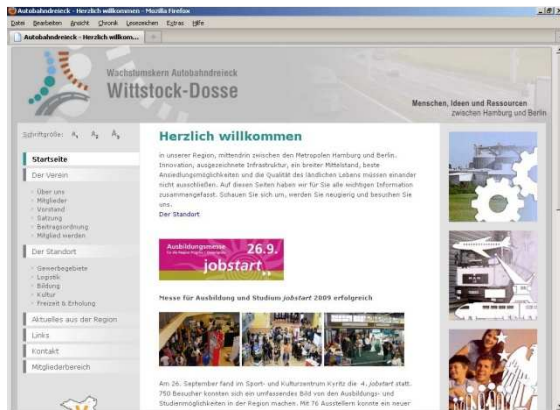 Autobahndreieck - Herzlich willkommen - Mozilla Firefox
Datei Bearbeiten Ansicht Chronik Lesezeichen Extras Hilfe
Autobahndreieck - Herzlich willkom...
Wachstumskern Autobahndreieck
Wittstock-Dosse
Menschen, Ideen und Ressourcen
zwischen Hamburg und Berlin
Schriftgröße: A A A
Startseite
Der Verein
Über uns
Mitglieder
Vorstand
Satzung
Beitragsordnung
Mitglied werden
Der Standort
Gewerbegebiete
Logistik
Bildung
Kultur
Freizeit & Erholung
Aktuelles aus der Region
Links
Kontakt
Mitgliederbereich
Herzlich willkommen
in unserer Region, mittendrin zwischen den Metropolen Hamburg und Berlin.
Innovation, ausgezeichnete Infrastruktur, ein breiter Mittelstand, beste
Ansiedlungsmöglichkeiten und die Qualität des ländlichen Lebens müssen einander
nicht ausschließen. Auf diesen Seiten haben wir für Sie alle wichtigen Information
zusammengefasst. Schauen Sie sich um, werden Sie neugierig und besuchen Sie
uns.
Der Standort
Ausbildungsmesse
26.9.
jobstart
Messe für Ausbildung und Studium jobstart 2009 erfolgreich
Am 26. September fand im Sport- und Kulturzentrum Kyritz die 4. jobstart statt.
750 Besucher konnten sich ein umfassendes Bild von den Ausbildungs- und
Studienmöglichkeiten in der Region machen. Mit 76 Ausstellern konnte ein neuer